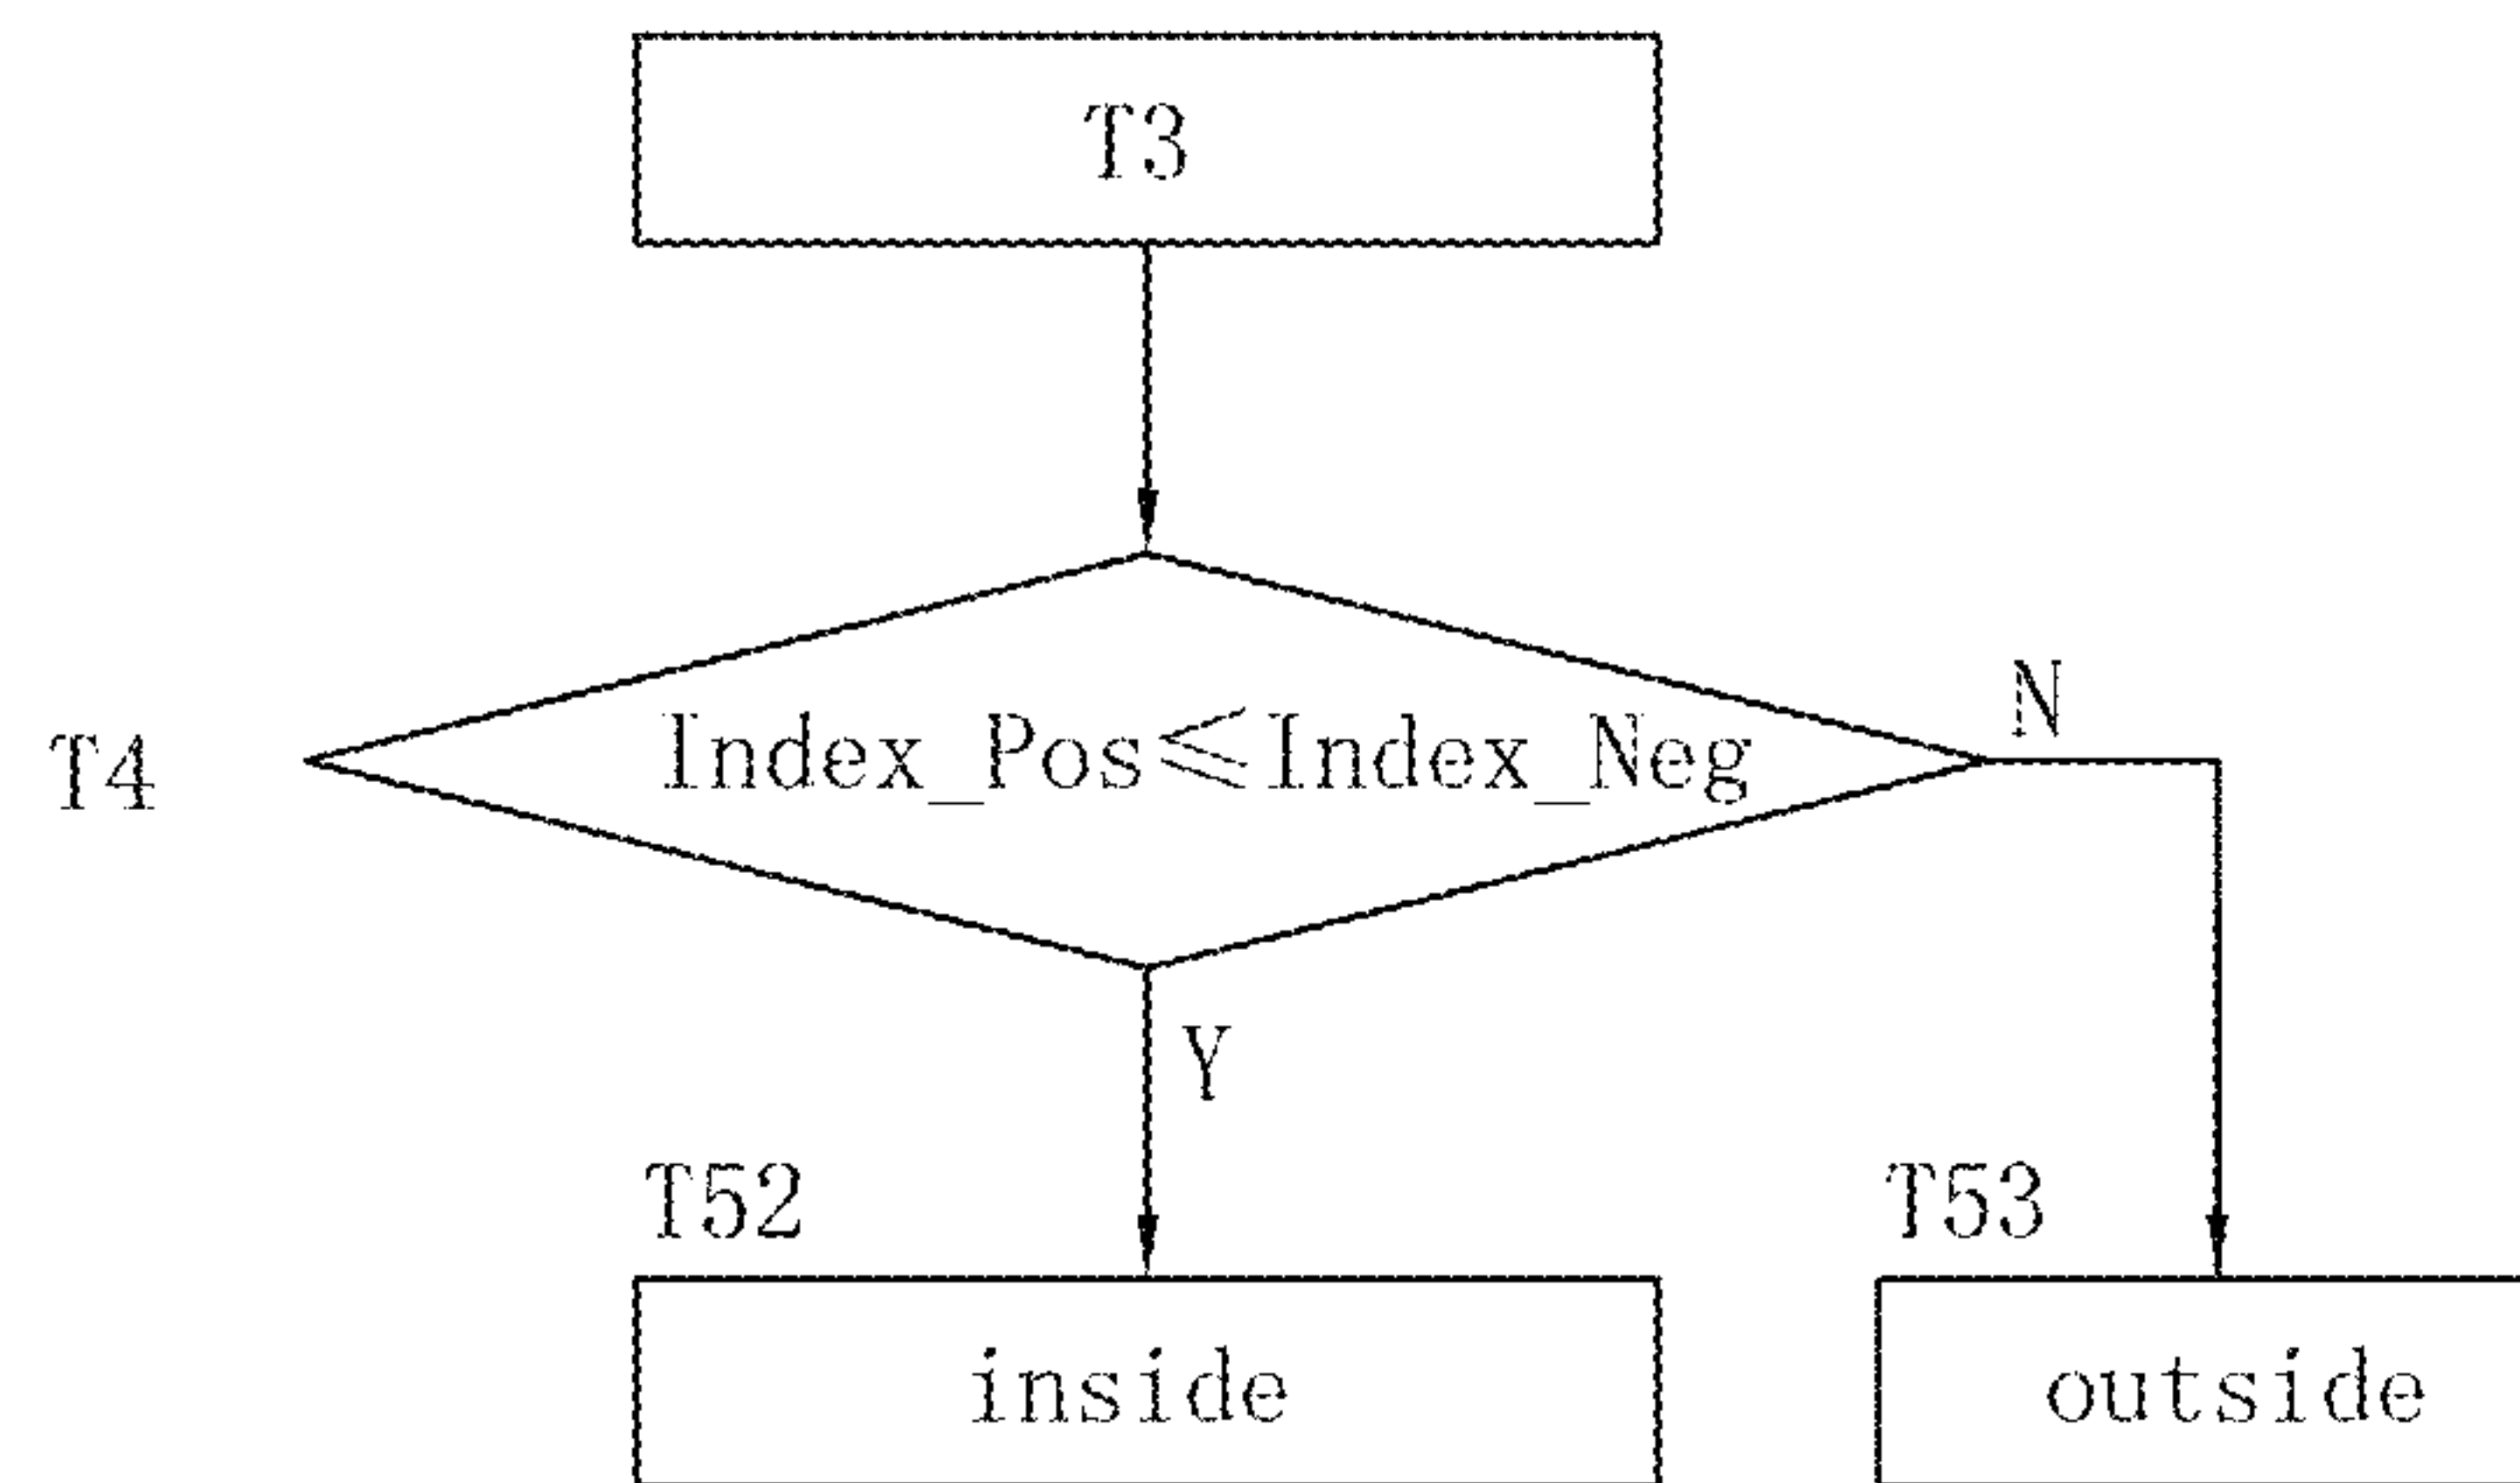 T3
N
T4
Index_Pos≤Index_Neg
Y
T52
T53
inside
outside